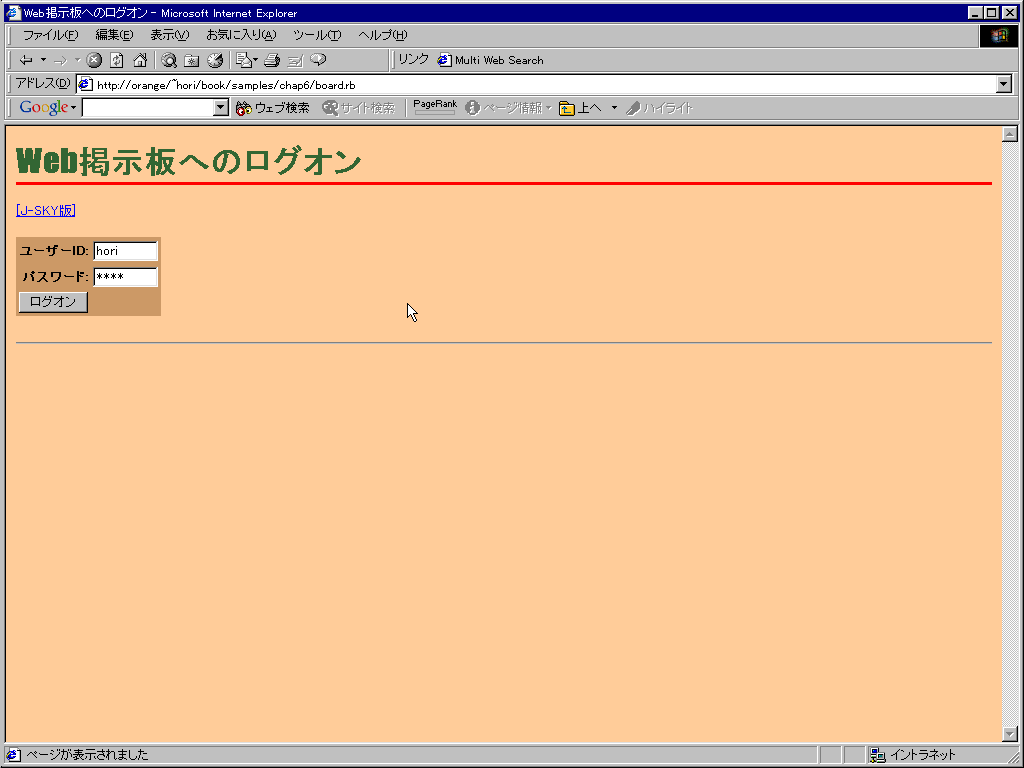 Web掲示板へのログオン - Microsoft Internet Explorer
ファイル(F) 編集(E) 表示(V) お気に入り(A) ツール(T) ヘルプ(H)
リンク Multi Web Search
アドレス(D) http://orange/~hori/book/samples/chap6/board.rb
Google ウェブ検索 サイト検索 PageRank ページ情報 上へ ハイライト
Web掲示板へのログオン
[J-SKY版]
ユーザーID: hori
パスワード: ****
ログオン
ページが表示されました イントラネット